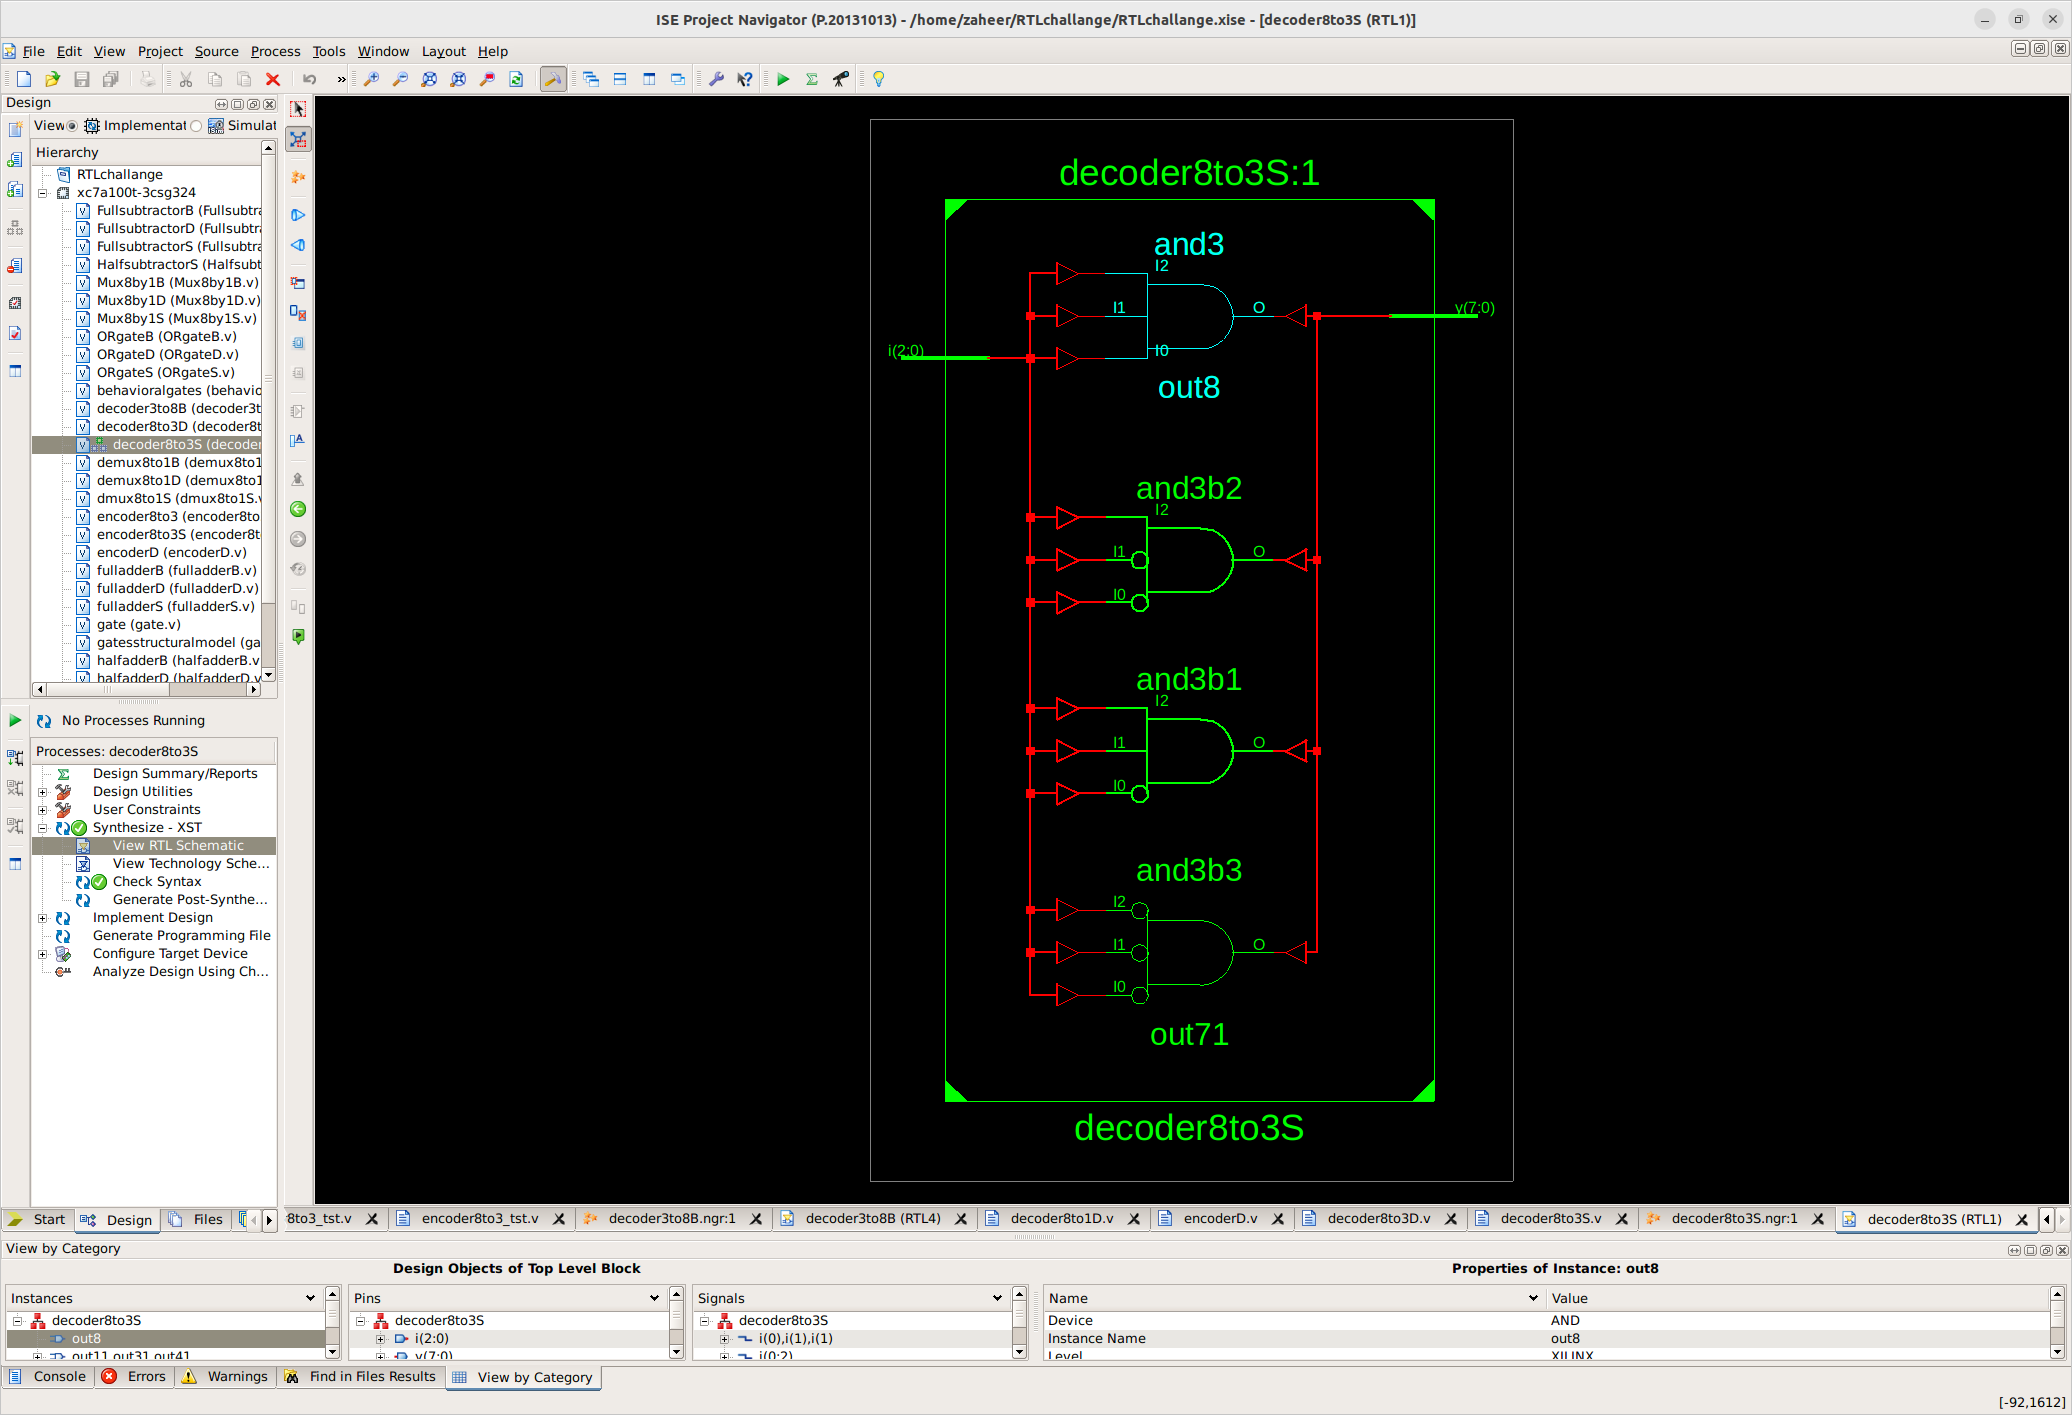 ISE Project Navigator (P.20131013) - /home/zaheer/RTLchallange/RTLchallange.xise - [decoder8to3S (RTL1)]
File Edit View Project Source Process Tools Window Layout Help
Design
View Implementat Simulat
Hierarchy
RTLchallange
xc7a100t-3csg324
FullsubtractorB (Fullsubtra
FullsubtractorD (Fullsubtra
FullsubtractorS (Fullsubtra
HalfsubtractorS (Halfsubt
Mux8by1B (Mux8by1B.v)
Mux8by1D (Mux8by1D.v)
Mux8by1S (Mux8by1S.v)
ORgateB (ORgateB.v)
ORgateD (ORgateD.v)
ORgateS (ORgateS.v)
behavioralgates (behavio
decoder3to8B (decoder3t
decoder8to3D (decoder8t
decoder8to3S (decoder
demux8to1B (demux8to1
demux8to1D (demux8to1
dmux8to1S (dmux8to1S.v
encoder8to3 (encoder8to
encoder8to3S (encoder8t
encoderD (encoderD.v)
fulladderB (fulladderB.v)
fulladderD (fulladderD.v)
fulladderS (fulladderS.v)
gate (gate.v)
gatesstructuralmodel (ga
halfadderB (halfadderB.v
halfadderD (halfadderD.v
No Processes Running
Processes: decoder8to3S
Design Summary/Reports
Design Utilities
User Constraints
Synthesize - XST
View RTL Schematic
View Technology Sche...
Check Syntax
Generate Post-Synthe...
Implement Design
Generate Programming File
Configure Target Device
Analyze Design Using Ch...
Start Design Files
decoder8to3S:1
and3
I2
I1 O
I0
out8
i(2:0)
y(7:0)
and3b2
I2
I1 O
I0
and3b1
I2
I1 O
I0
and3b3
I2
I1 O
I0
out71
decoder8to3S
8to3_tst.v encoder8to3_tst.v decoder3to8B.ngr:1 decoder3to8B (RTL4) decoder8to1D.v encoderD.v decoder8to3D.v decoder8to3S.v decoder8to3S.ngr:1 decoder8to3S (RTL1)
View by Category
Design Objects of Top Level Block Properties of Instance: out8
Instances
decoder8to3S
out8
out11,out31,out41
Pins
decoder8to3S
i(2:0)
y(7:0)
Signals
decoder8to3S
i(0),i(1),i(1)
i(0:2)
Name Value
Device AND
Instance Name out8
Level XILINX
Console Errors Warnings Find in Files Results View by Category
[-92,1612]